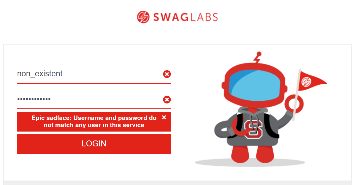 SWAGLABS
non_existent
••••••••••••
Epic sadface: Username and password do
not match any user in this service
LOGIN